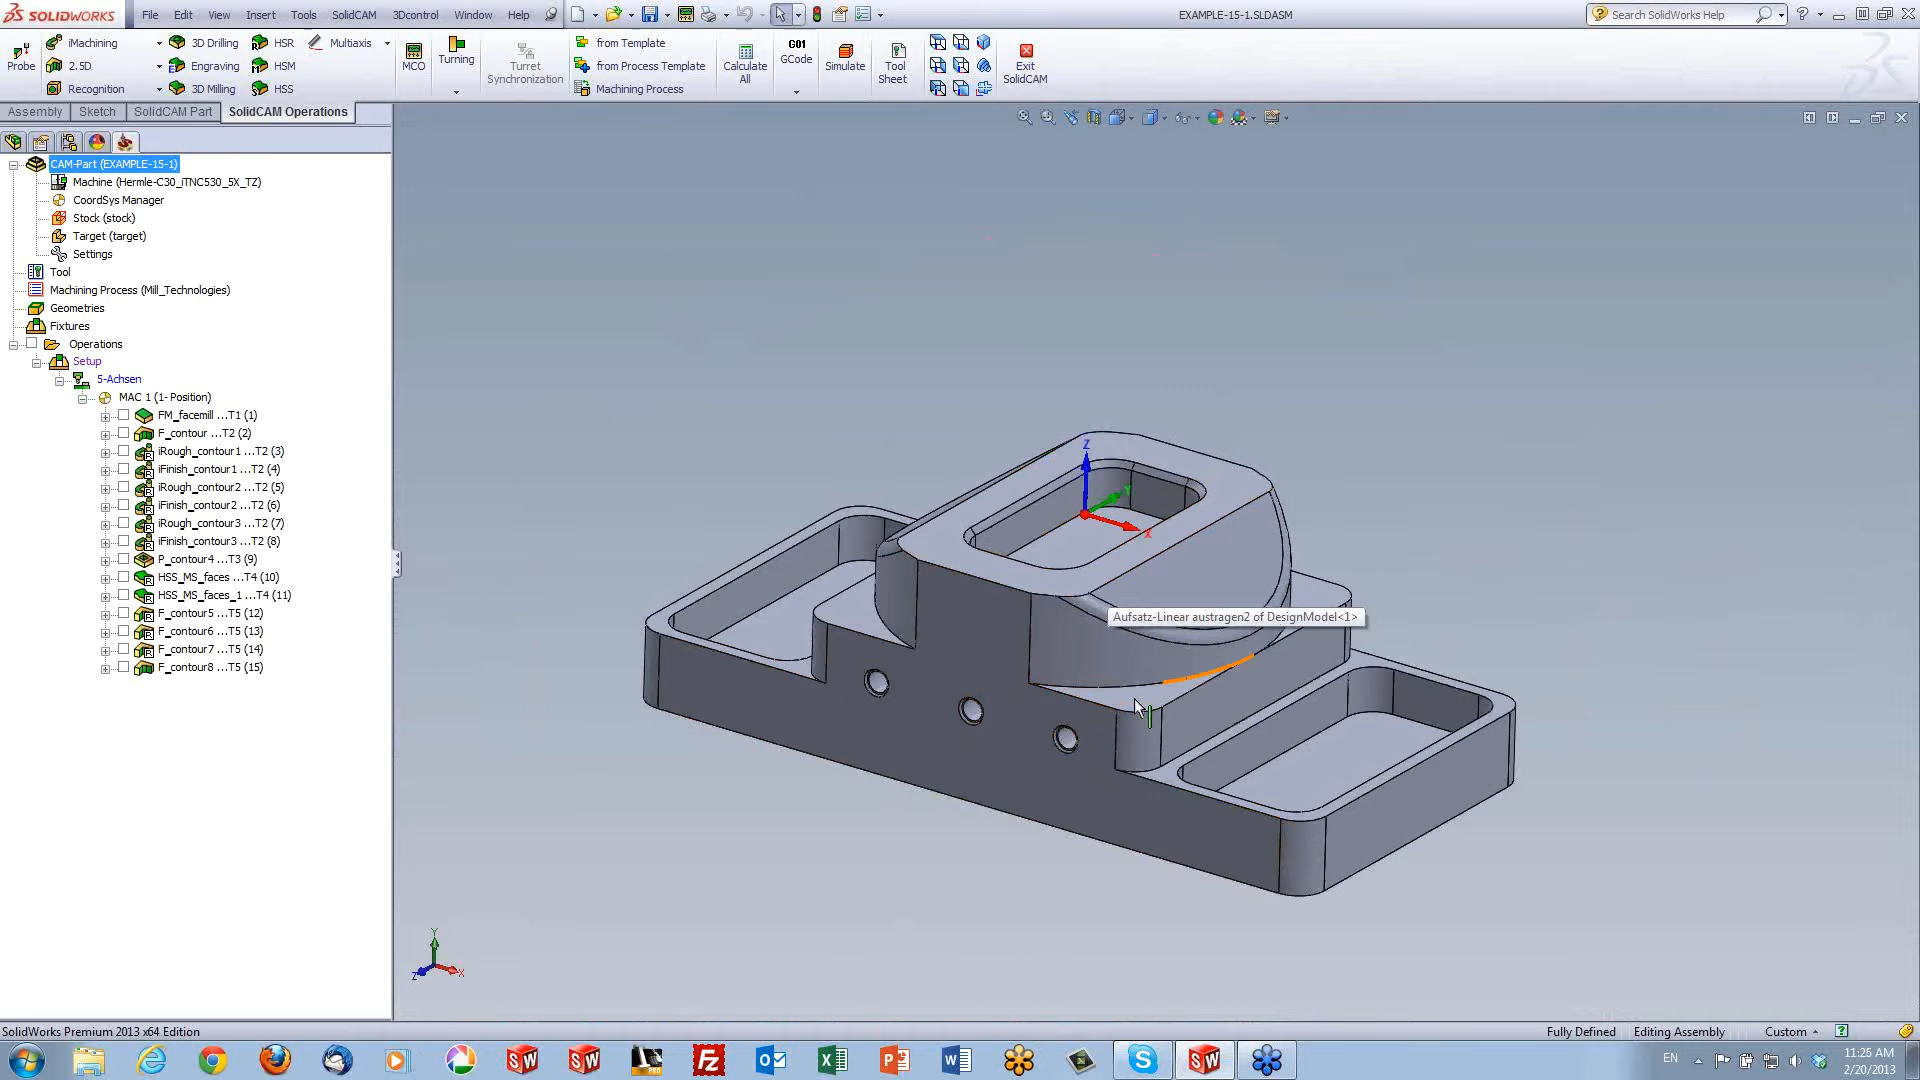 SOLIDWORKS File Edit View Insert Tools SolidCAM 3Dcontrol Window Help EXAMPLE-15-1.SLDASM Search SolidWorks Help
iMachining 3D Drilling HSR Multiaxis from Template G01
Probe 2.5D Engraving HSM MCO Turning Turret Synchronization from Process Template Calculate All GCode Simulate Tool Sheet Exit SolidCAM
Recognition 3D Milling HSS Machining Process
Assembly Sketch SolidCAM Part SolidCAM Operations
CAM-Part (EXAMPLE-15-1)
Machine (Hermle-C30_iTNC530_5X_TZ)
CoordSys Manager
Stock (stock)
Target (target)
Settings
Tool
Machining Process (Mill_Technologies)
Geometries
Fixtures
Operations
Setup
5-Achsen
MAC 1 (1- Position)
FM_facemill ...T1 (1)
F_contour ...T2 (2)
iRough_contour1 ...T2 (3)
iFinish_contour1 ...T2 (4)
iRough_contour2 ...T2 (5)
iFinish_contour2 ...T2 (6)
iRough_contour3 ...T2 (7)
iFinish_contour3 ...T2 (8)
P_contour4 ...T3 (9)
HSS_MS_faces ...T4 (10)
HSS_MS_faces_1 ...T4 (11)
F_contour5 ...T5 (12)
F_contour6 ...T5 (13)
F_contour7 ...T5 (14)
F_contour8 ...T5 (15)
Z
Y
X
Aufsatz-Linear austragen2 of DesignModel<1>
Y
Z X
SolidWorks Premium 2013 x64 Edition Fully Defined Editing Assembly Custom
EN 11:25 AM
2/20/2013